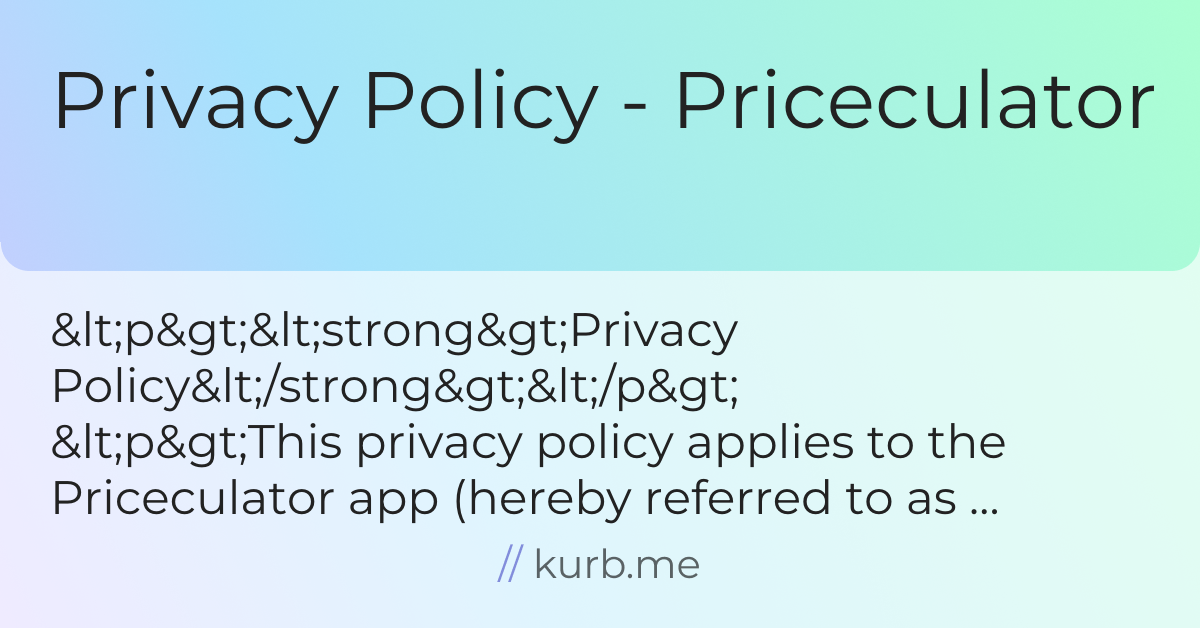 Privacy Policy - Priceculator
&lt;p&gt;&lt;strong&gt;Privacy
Policy&lt;/strong&gt;&lt;/p&gt;
&lt;p&gt;This privacy policy applies to the
Priceculator app (hereby referred to as ...
// kurb.me